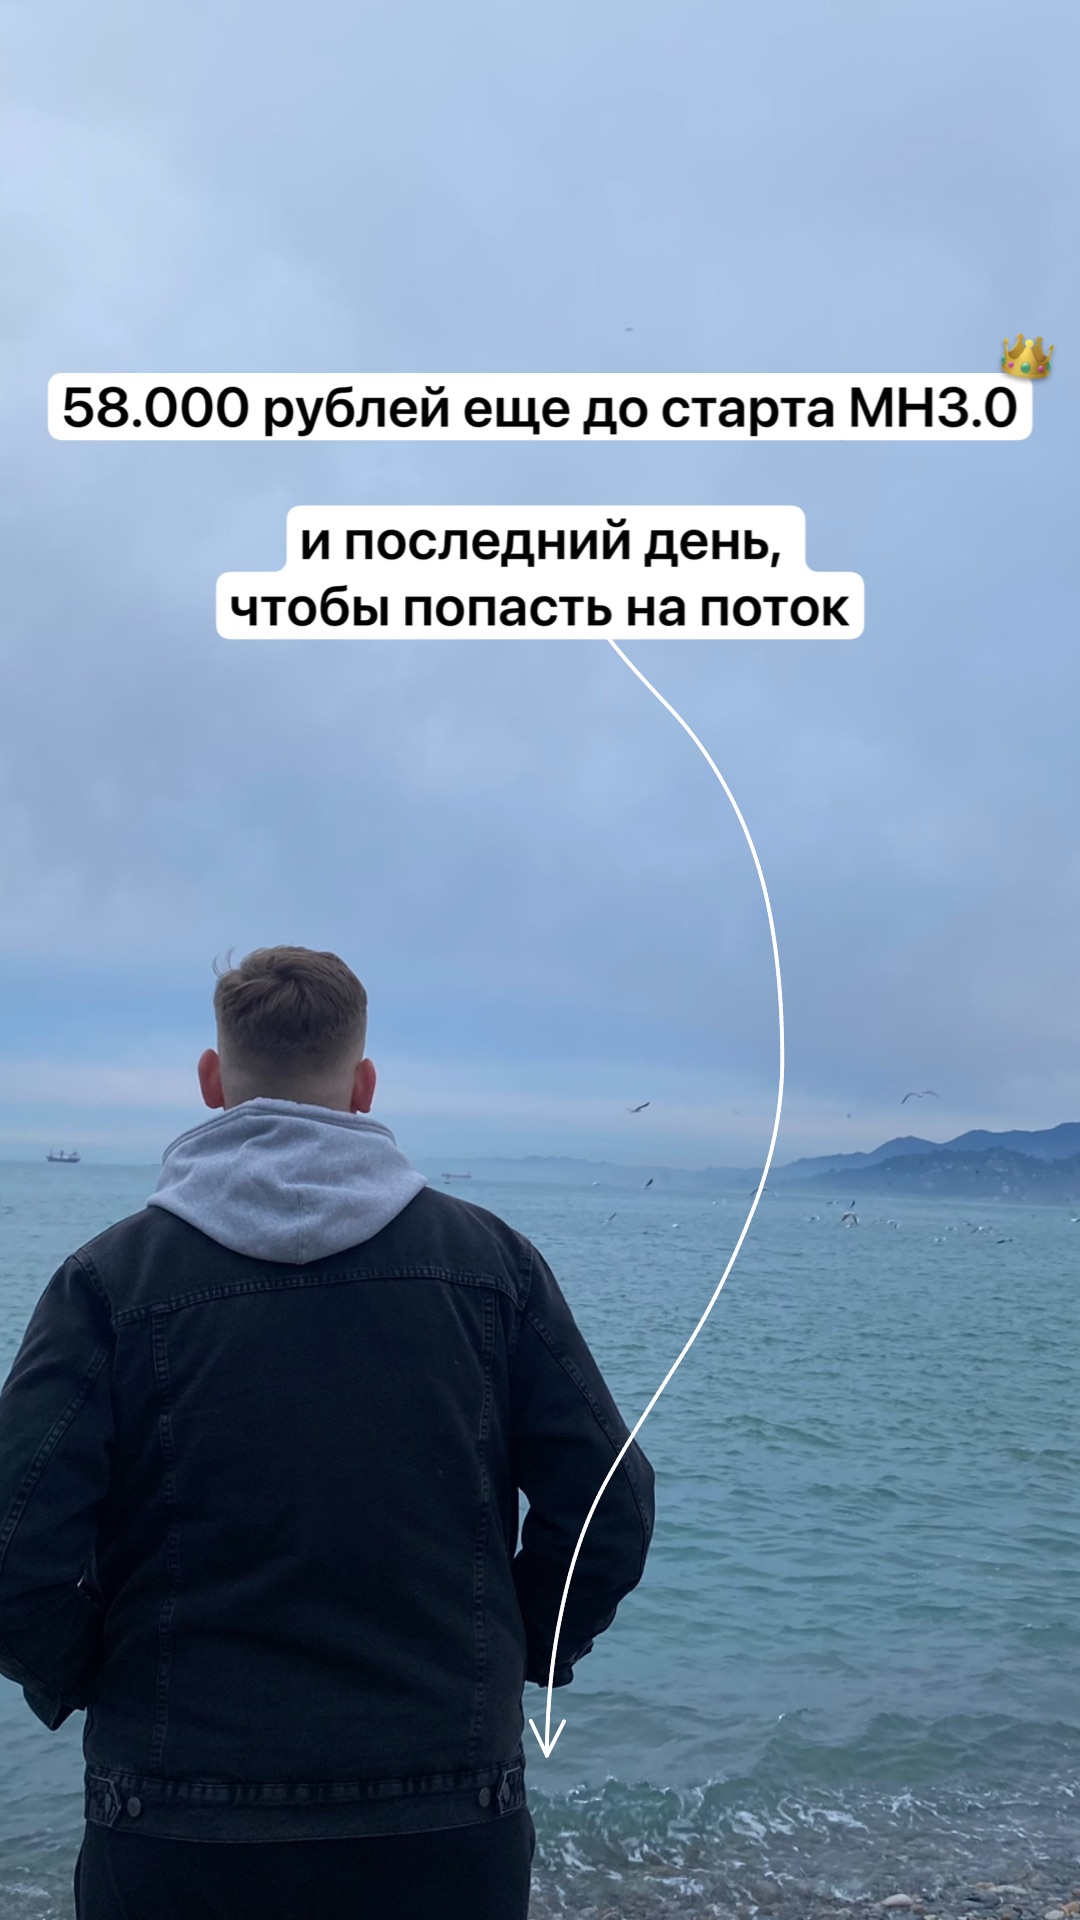 58.000 рублей еще до старта МН3.0
и последний день,
чтобы попасть на поток